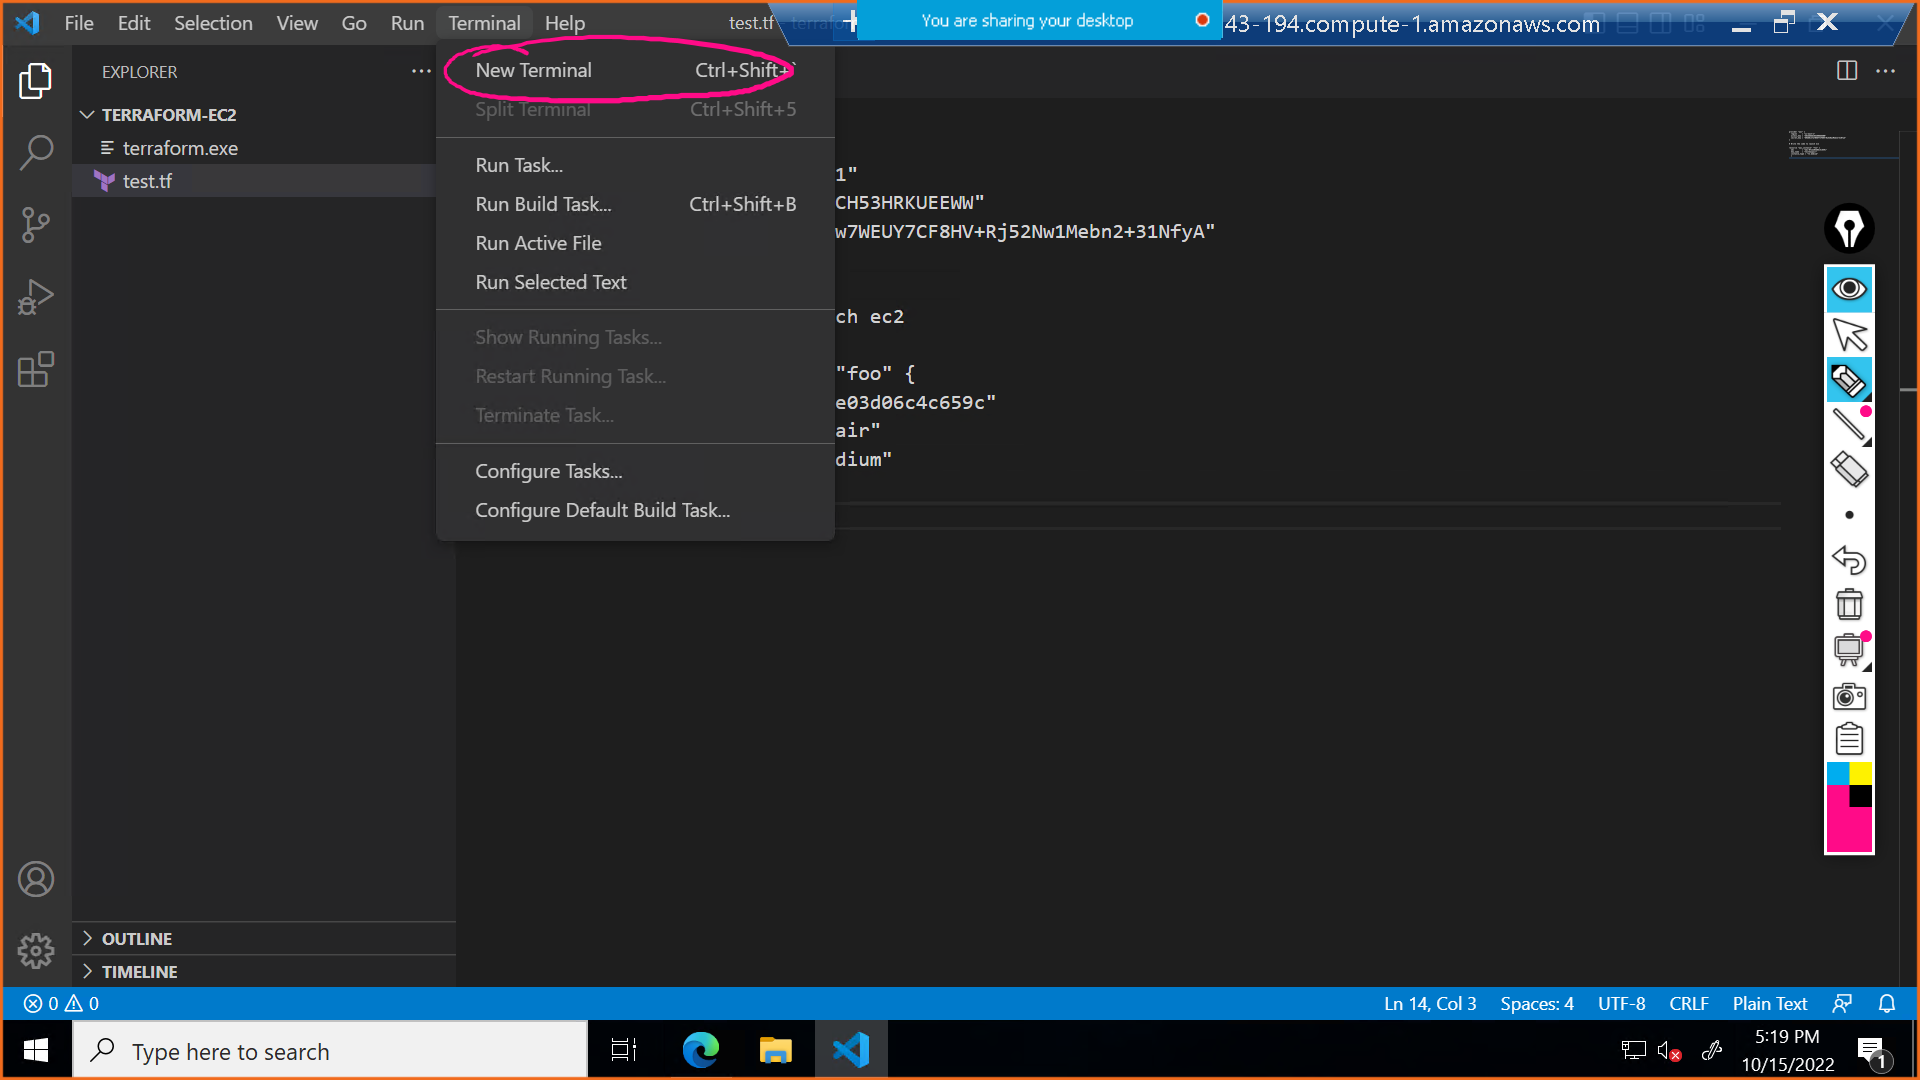 File Edit Selection View Go Run Terminal Help
test.tf
You are sharing your desktop
43-194.compute-1.amazonaws.com
EXPLORER
TERRAFORM-EC2
terraform.exe
test.tf
New Terminal Ctrl+Shift+`
Split Terminal Ctrl+Shift+5
Run Task...
Run Build Task... Ctrl+Shift+B
Run Active File
Run Selected Text
Show Running Tasks...
Restart Running Task...
Terminate Task...
Configure Tasks...
Configure Default Build Task...
1"
CH53HRKUEEWW"
w7WEUY7CF8HV+Rj52Nw1Mebn2+31NfyA"
ch ec2
"foo" {
e03d06c4c659c"
air"
dium"
OUTLINE
TIMELINE
0 0
Ln 14, Col 3 Spaces: 4 UTF-8 CRLF Plain Text
Type here to search
5:19 PM
10/15/2022
1